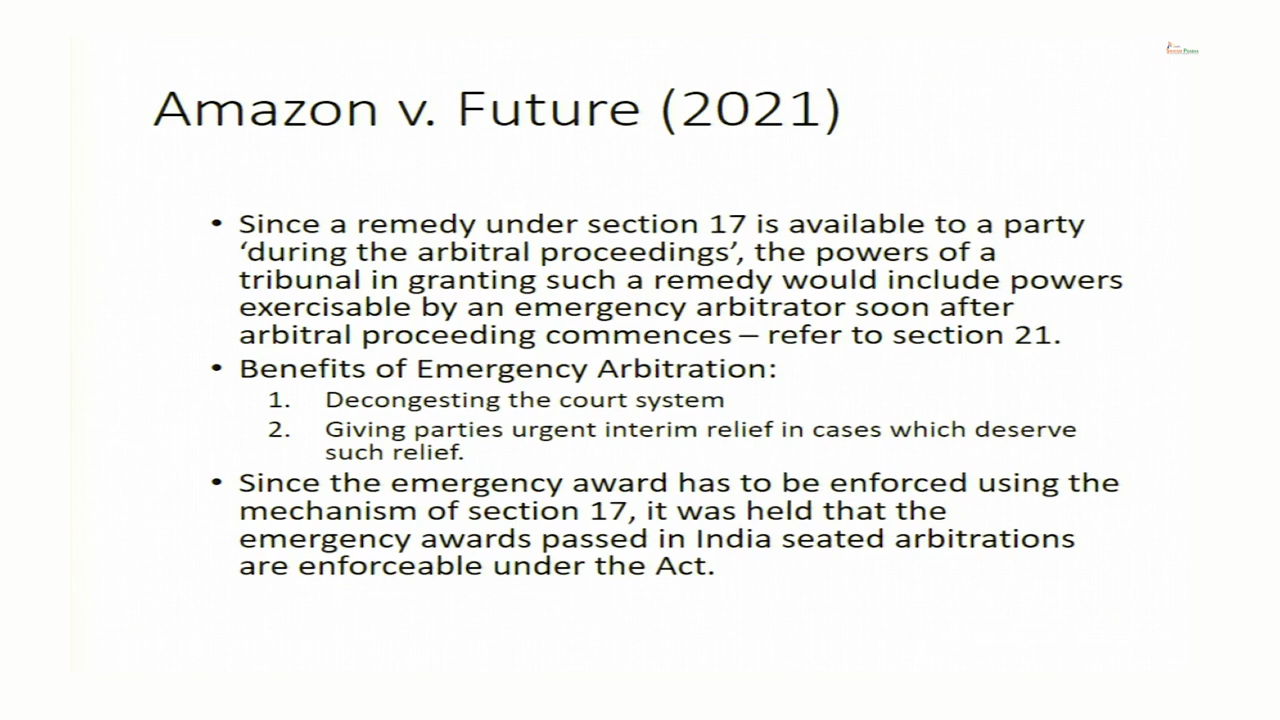 Amazon v. Future (2021)
• Since a remedy under section 17 is available to a party
‘during the arbitral proceedings’, the powers of a
tribunal in granting such a remedy would include powers
exercisable by an emergency arbitrator soon after
arbitral proceeding commences – refer to section 21.
• Benefits of Emergency Arbitration:
1. Decongesting the court system
2. Giving parties urgent interim relief in cases which deserve
such relief.
• Since the emergency award has to be enforced using the
mechanism of section 17, it was held that the
emergency awards passed in India seated arbitrations
are enforceable under the Act.